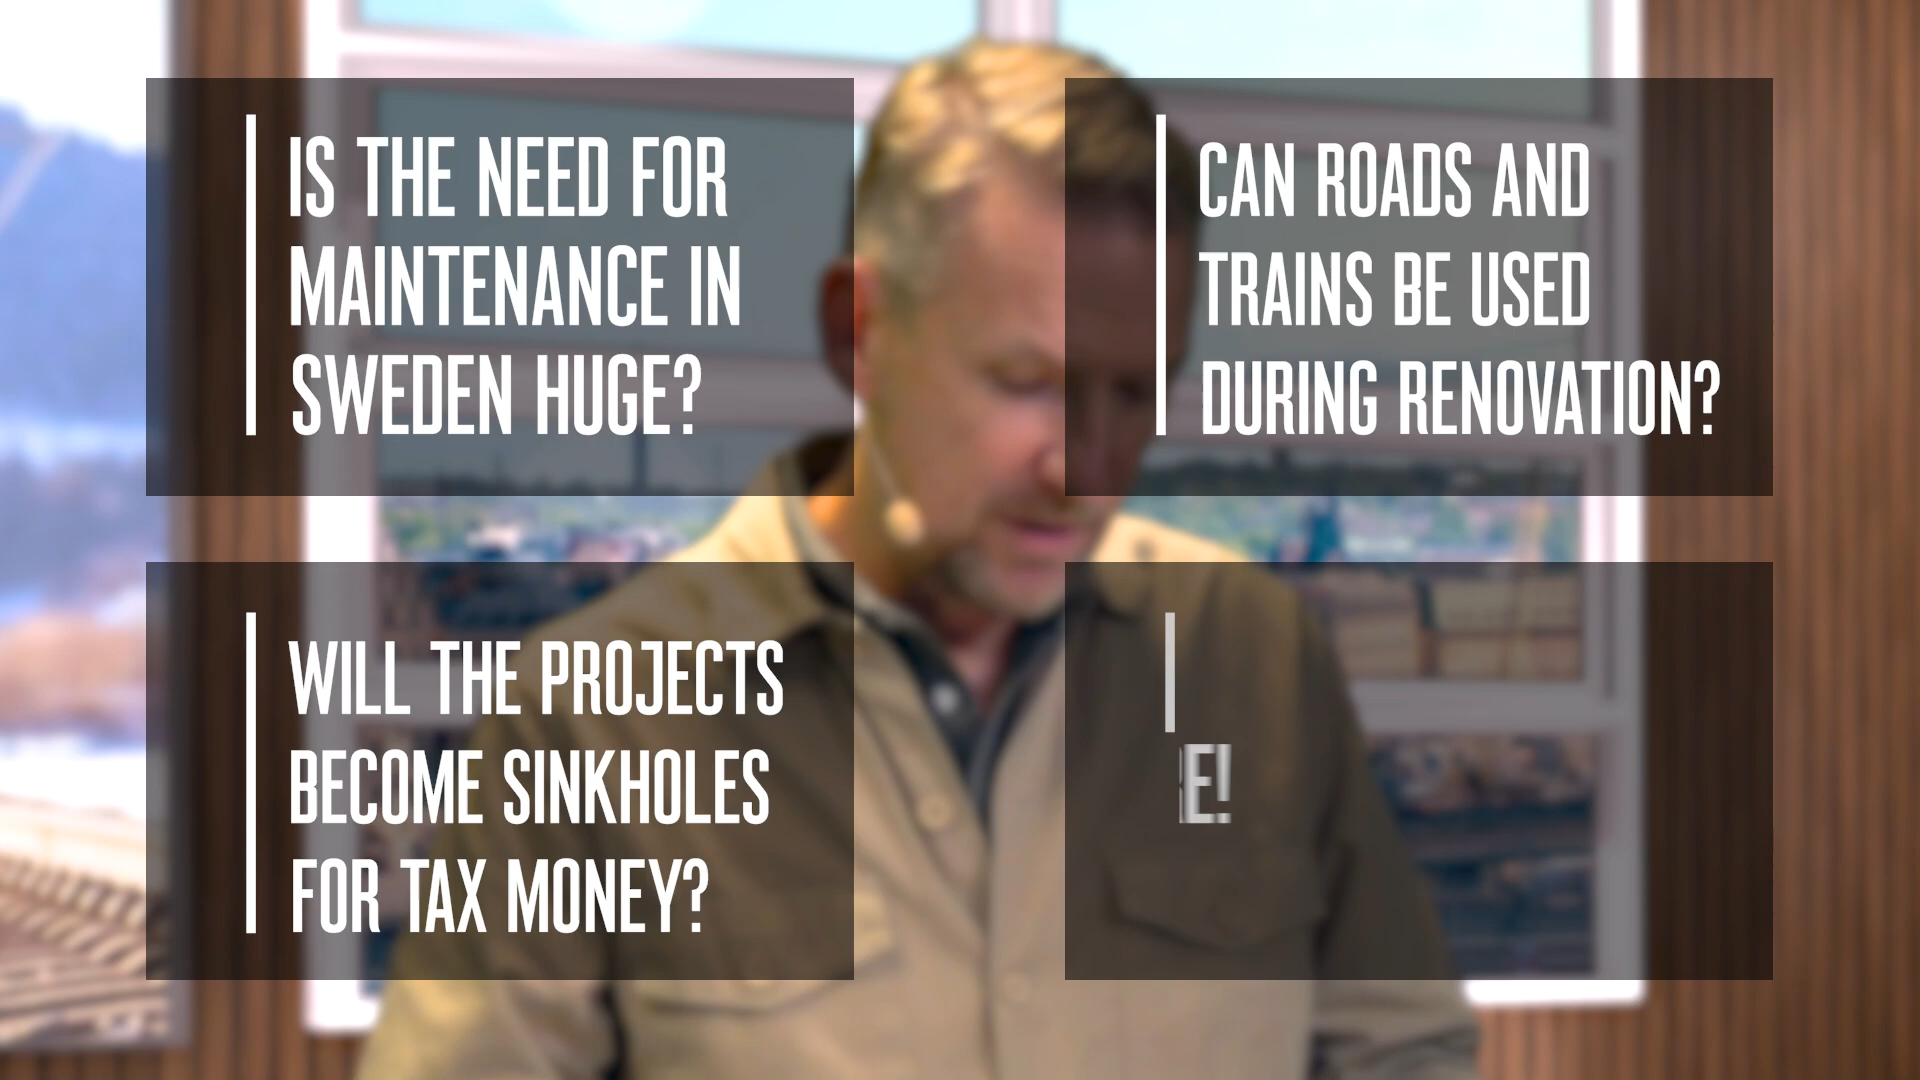 IS THE NEED FOR
MAINTENANCE IN
SWEDEN HUGE?
CAN ROADS AND
TRAINS BE USED
DURING RENOVATION?
WILL THE PROJECTS
BECOME SINKHOLES
FOR TAX MONEY?